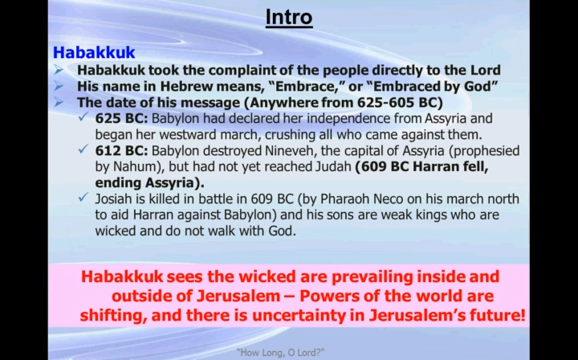 Intro
Habakkuk
Habakkuk took the complaint of the people directly to the Lord
His name in Hebrew means, “Embrace,” or “Embraced by God”
The date of his message (Anywhere from 625-605 BC)
625 BC: Babylon had declared her independence from Assyria and
began her westward march, crushing all who came against them.
612 BC: Babylon destroyed Nineveh, the capital of Assyria (prophesied
by Nahum), but had not yet reached Judah (609 BC Harran fell,
ending Assyria).
Josiah is killed in battle in 609 BC (by Pharaoh Neco on his march north
to aid Harran against Babylon) and his sons are weak kings who are
wicked and do not walk with God.
Habakkuk sees the wicked are prevailing inside and
outside of Jerusalem – Powers of the world are
shifting, and there is uncertainty in Jerusalem’s future!
“How Long, O Lord?”